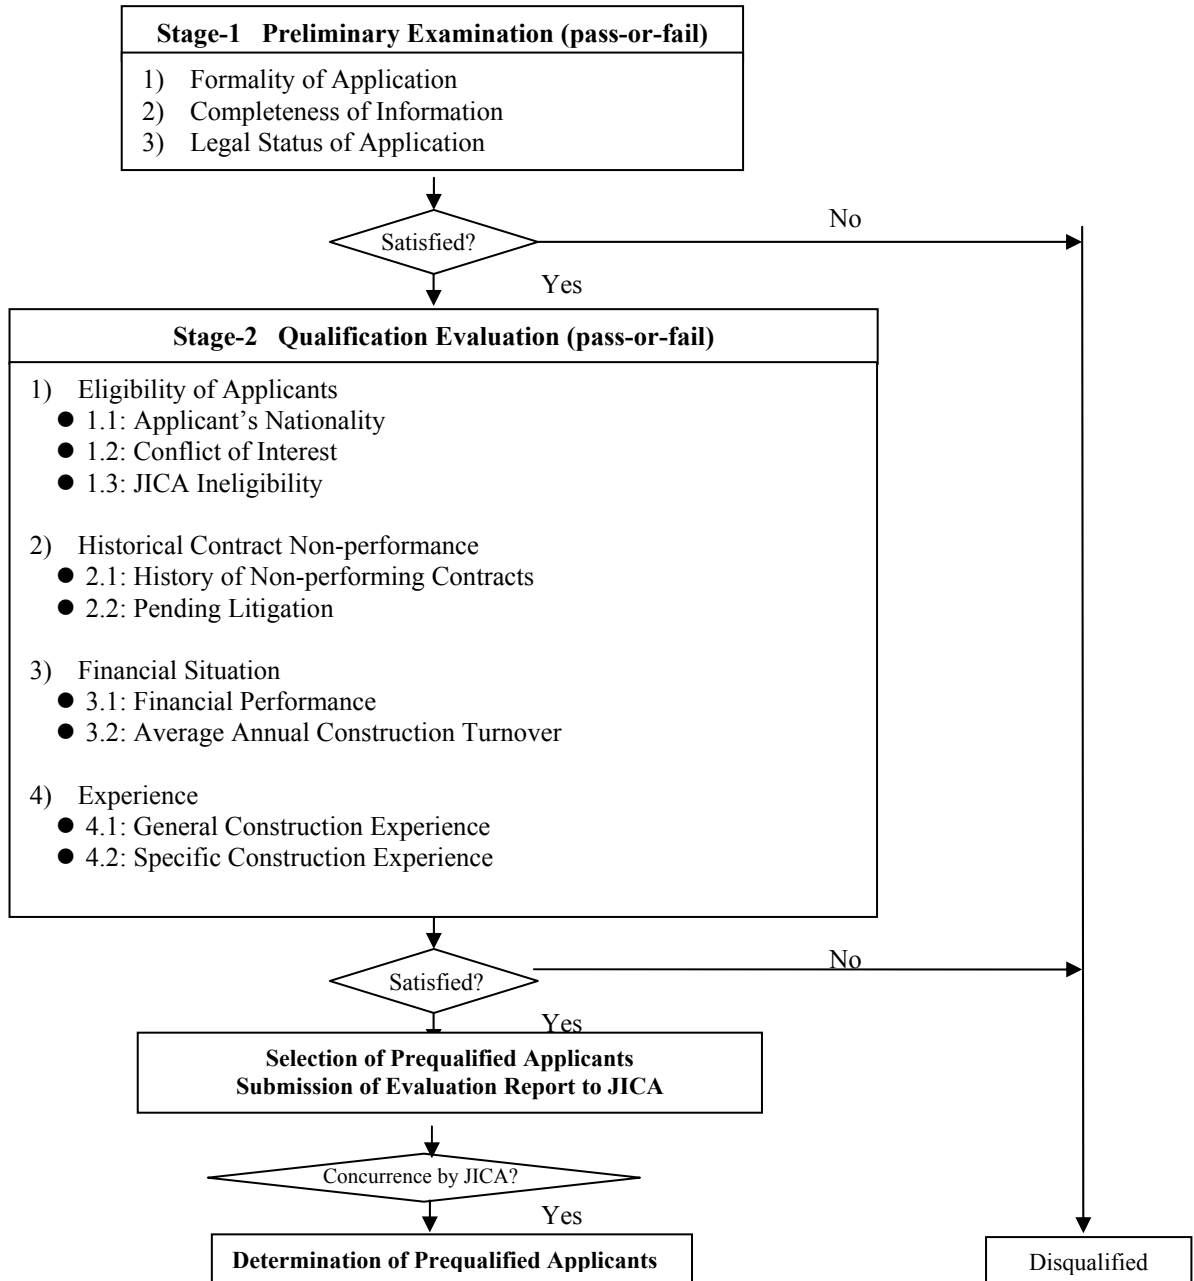 Stage-1 Preliminary Examination (pass-or-fail)
1) Formality of Application
2) Completeness of Information
3) Legal Status of Application
Satisfied?
No
Yes
Stage-2 Qualification Evaluation (pass-or-fail)
1) Eligibility of Applicants
● 1.1: Applicant’s Nationality
● 1.2: Conflict of Interest
● 1.3: JICA Ineligibility
2) Historical Contract Non-performance
● 2.1: History of Non-performing Contracts
● 2.2: Pending Litigation
3) Financial Situation
● 3.1: Financial Performance
● 3.2: Average Annual Construction Turnover
4) Experience
● 4.1: General Construction Experience
● 4.2: Specific Construction Experience
Satisfied?
No
Yes
Selection of Prequalified Applicants
Submission of Evaluation Report to JICA
Concurrence by JICA?
Yes
Determination of Prequalified Applicants
Disqualified